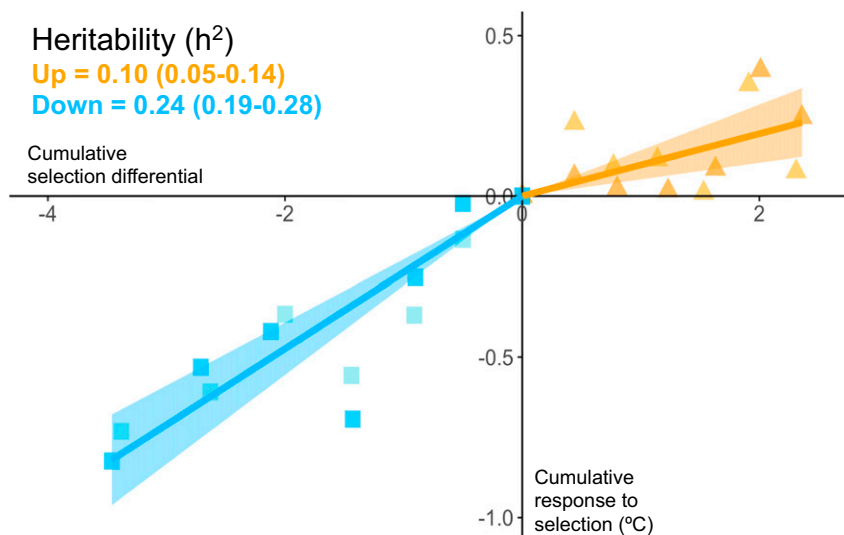 Heritability (h²)
Up = 0.10 (0.05-0.14)
Down = 0.24 (0.19-0.28)
0.5
Cumulative
selection differential
0.0
-4
-2
0
2
-0.5
Cumulative
response to
selection (ºC)
-1.0